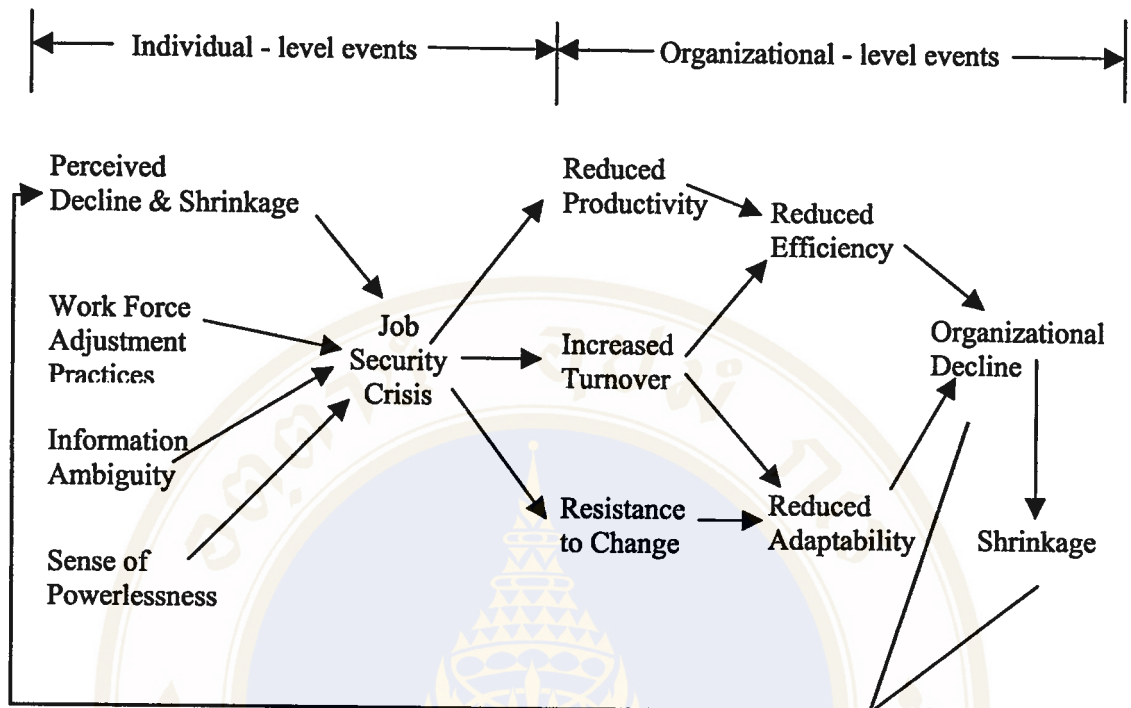 Individual - level events
Organizational - level events
Perceived
Decline & Shrinkage
Work Force
Adjustment
Practices
Information
Ambiguity
Sense of
Powerlessness
Job
Security
Crisis
Reduced
Productivity
Increased
Turnover
Resistance
to Change
Reduced
Efficiency
Reduced
Adaptability
Organizational
Decline
Shrinkage